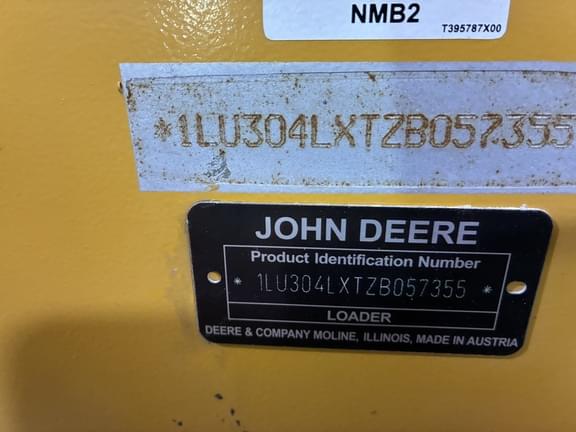 NMB2
T395787X00
*1LU304LXTZB057355
JOHN DEERE
Product Identification Number
* 1LU304LXTZB057355 *
LOADER
DEERE & COMPANY MOLINE, ILLINOIS, MADE IN AUSTRIA